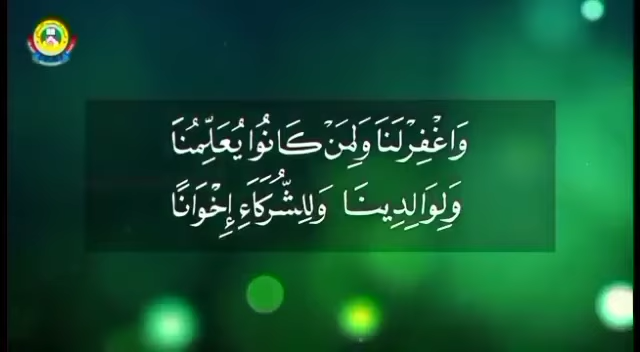 وَاغْفِرْلَنَا وَلِمَنْ كَانُوا يُعَلِّمُنَا
وَلِوَالِدِينَا وَلِلشُّرَكَاءِ إِخْوَانًا